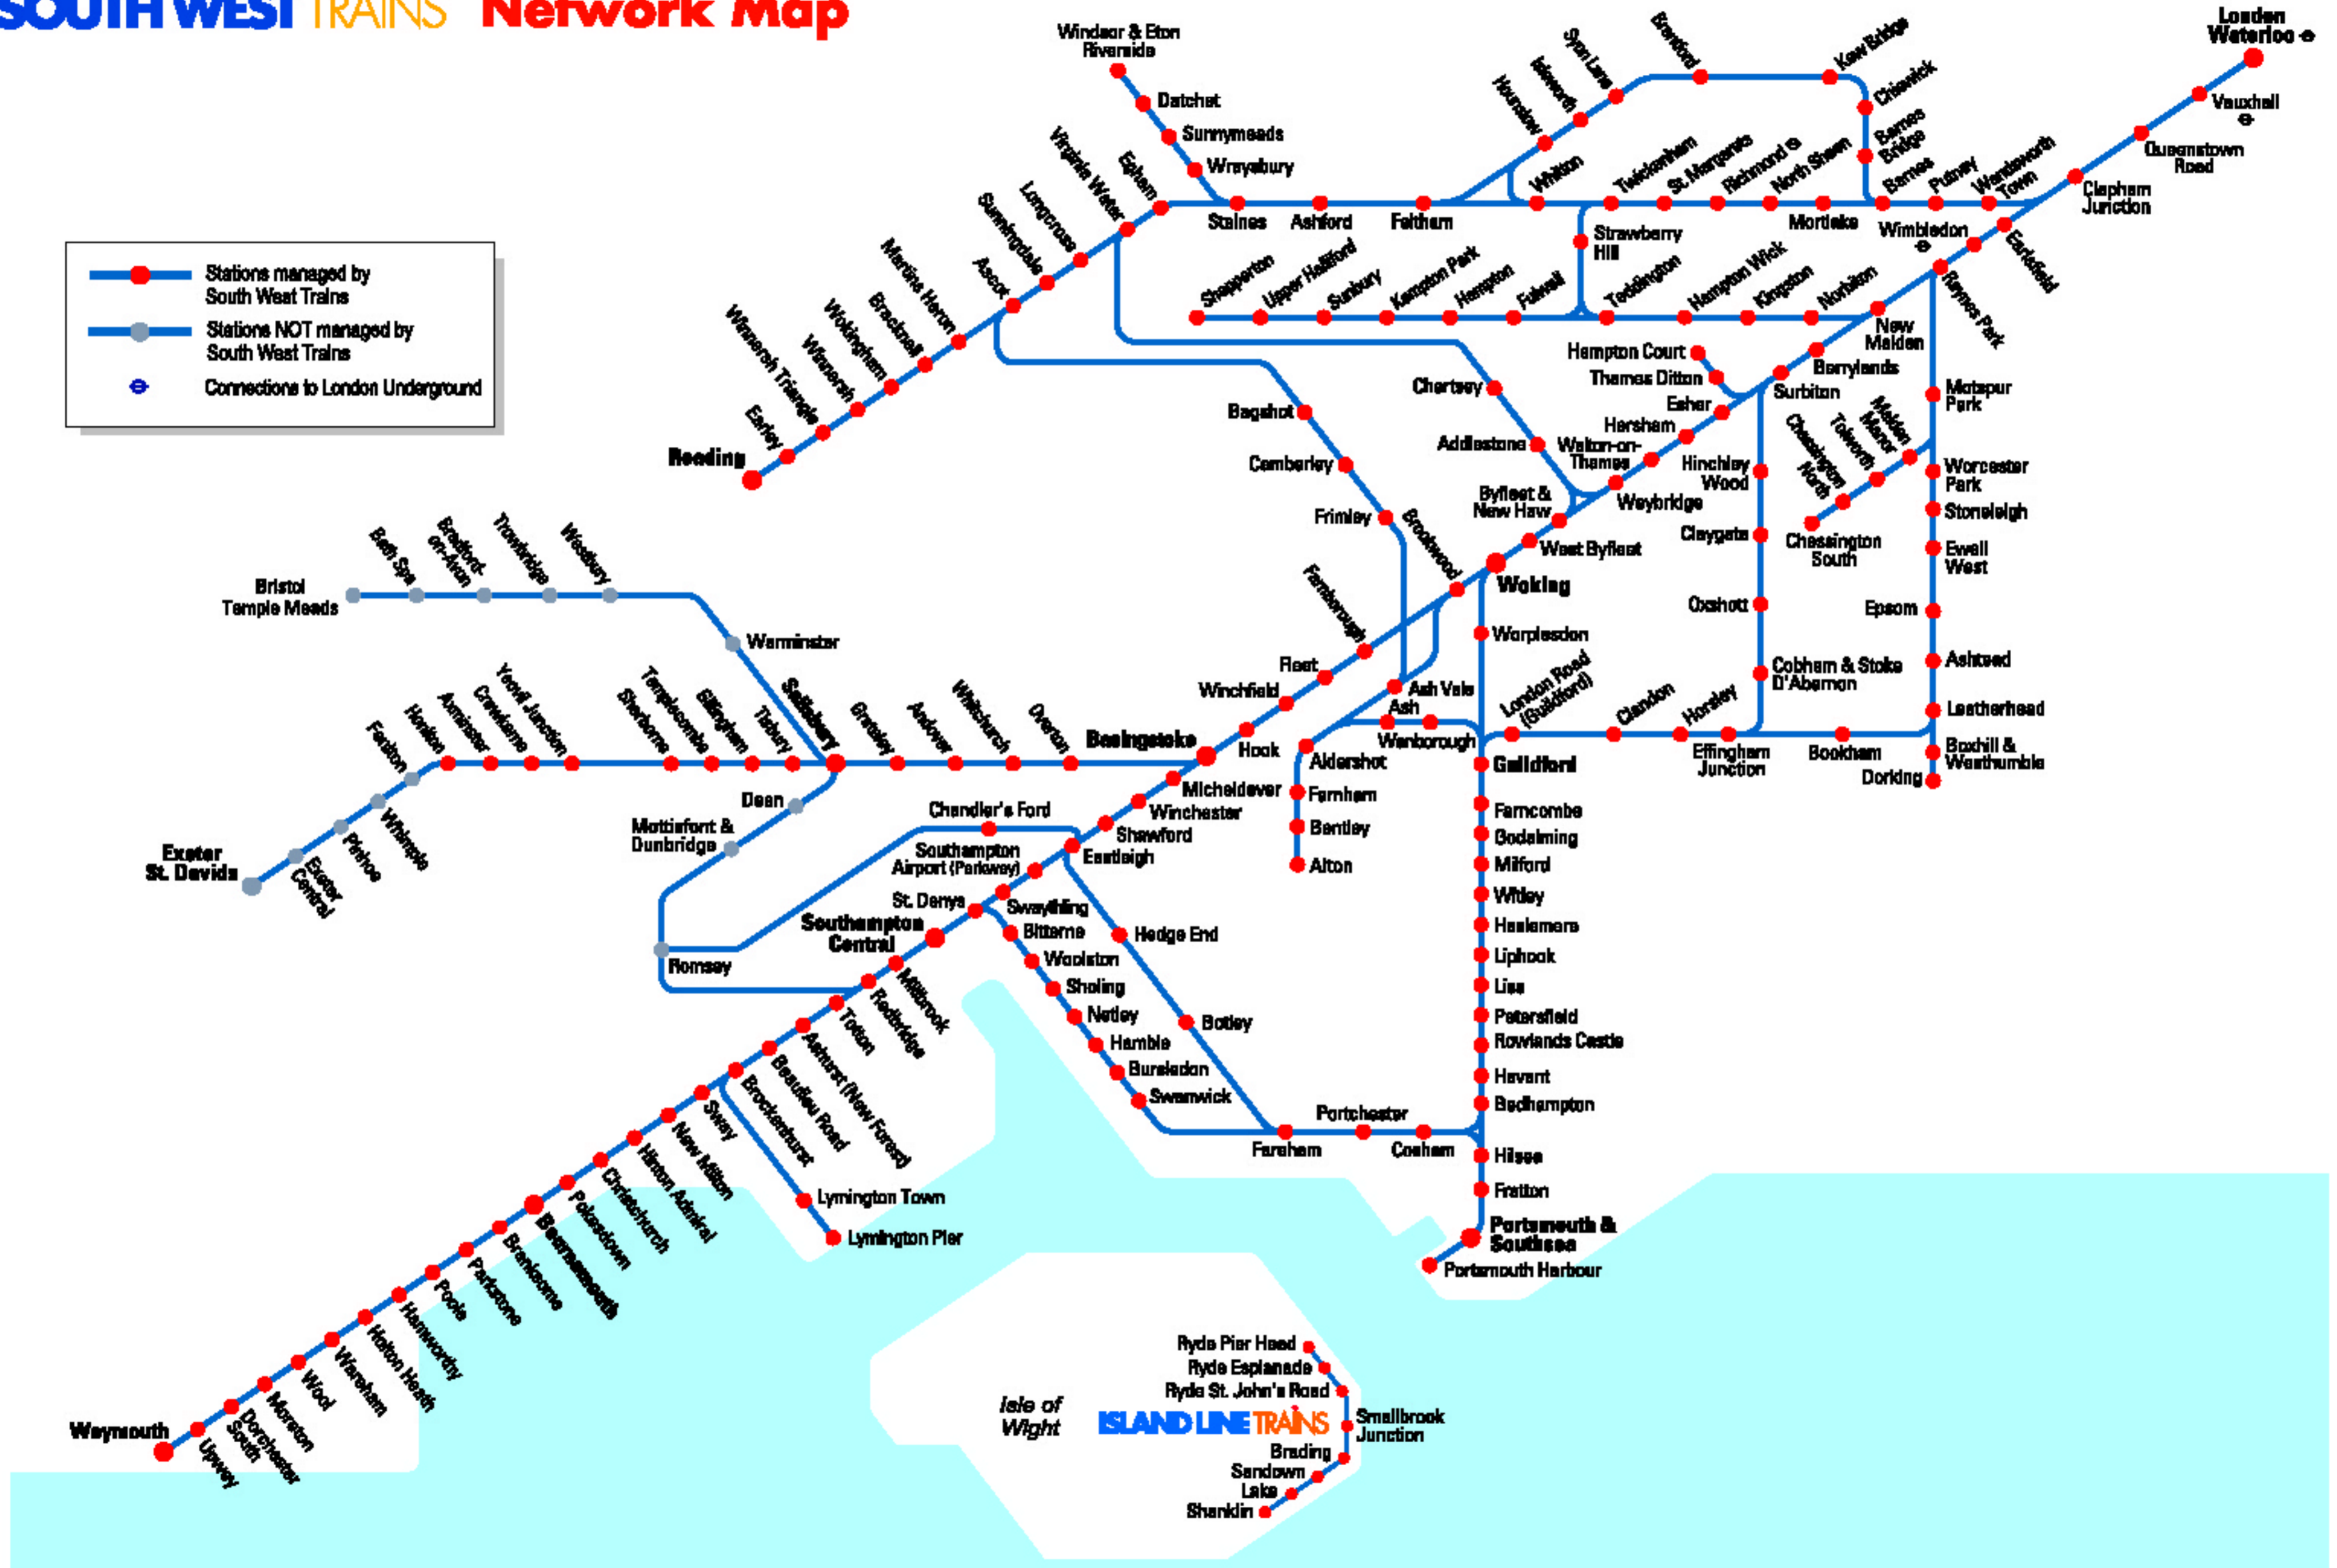 SOUTH WEST TRAINS Network Map
Stations managed by
South West Trains
Stations NOT managed by
South West Trains
Connections to London Underground
London
Waterloo
Vauxhall
Queenstown
Road
Clapham
Junction
Windsor & Eton
Riverside
Datchet
Sunnymeads
Wraysbury
Staines
Ashford
Feltham
Whitton
Twickenham
St. Margarets
Richmond
North Sheen
Mortlake
Barnes
Putney
Wandsworth
Town
Hounslow
Isleworth
Syon Lane
Brentford
Kew Bridge
Chiswick
Barnes
Bridge
Egham
Virginia Water
Longcross
Sunningdale
Ascot
Martins Heron
Bracknell
Wokingham
Winnersh
Winnersh Triangle
Earley
Reading
Strawberry
Hill
Shepperton
Upper Halliford
Sunbury
Kempton Park
Hampton
Fulwell
Teddington
Hampton Wick
Kingston
Norbiton
New
Malden
Wimbledon
Earlsfield
Raynes Park
Berrylands
Surbiton
Hampton Court
Thames Ditton
Esher
Hersham
Walton-on-
Thames
Weybridge
Byfleet &
New Haw
West Byfleet
Woking
Chertsey
Addlestone
Bagshot
Camberley
Frimley
Brookwood
Farnborough
Fleet
Winchfield
Hook
Basingstoke
Motspur
Park
Malden
Manor
Tolworth
Chessington
North
Chessington
South
Worcester
Park
Stoneleigh
Ewell
West
Epsom
Ashtead
Leatherhead
Boxhill &
Westhumble
Dorking
Hinchley
Wood
Claygate
Oxshott
Cobham & Stoke
D'Abernon
Effingham
Junction
Bookham
Horsley
Clandon
London Road
(Guildford)
Worplesdon
Guildford
Ash Vale
Ash
Wanborough
Aldershot
Farnham
Bentley
Alton
Farncombe
Godalming
Milford
Witley
Haslemere
Liphook
Liss
Petersfield
Rowlands Castle
Havant
Bedhampton
Hilsea
Fratton
Portsmouth &
Southsea
Portsmouth Harbour
Bristol
Temple Meads
Bath Spa
Bradford-
on-Avon
Trowbridge
Westbury
Warminster
Salisbury
Grateley
Andover
Whitchurch
Overton
Tisbury
Gillingham
Templecombe
Sherborne
Yeovil Junction
Crewkerne
Axminster
Honiton
Feniton
Whimple
Pinhoe
Exeter
Central
Exeter
St. Davids
Dean
Mottisfont &
Dunbridge
Romsey
Chandler's Ford
Micheldever
Winchester
Shawford
Eastleigh
Southampton
Airport (Parkway)
Swaythling
St. Denys
Southampton
Central
Millbrook
Redbridge
Totton
Ashurst (New Forest)
Beaulieu Road
Brockenhurst
Sway
New Milton
Hinton Admiral
Christchurch
Pokesdown
Bournemouth
Branksome
Parkstone
Poole
Hamworthy
Holton Heath
Wareham
Wool
Moreton
Dorchester
South
Upwey
Weymouth
Lymington Town
Lymington Pier
Bitterne
Woolston
Sholing
Netley
Hamble
Bursledon
Swanwick
Hedge End
Botley
Fareham
Portchester
Cosham
Isle of
Wight
ISLAND LINE TRAINS
Ryde Pier Head
Ryde Esplanade
Ryde St. John's Road
Smallbrook
Junction
Brading
Sandown
Lake
Shanklin